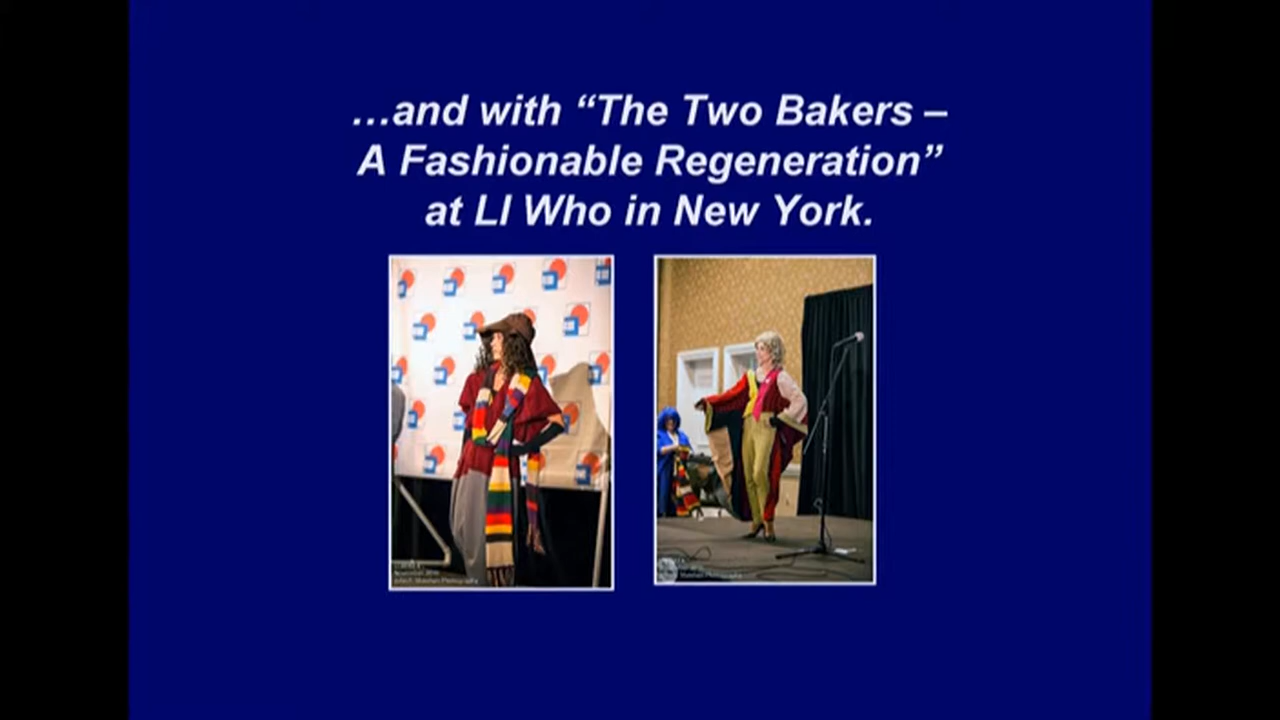 …and with “The Two Bakers –
A Fashionable Regeneration”
at LI Who in New York.